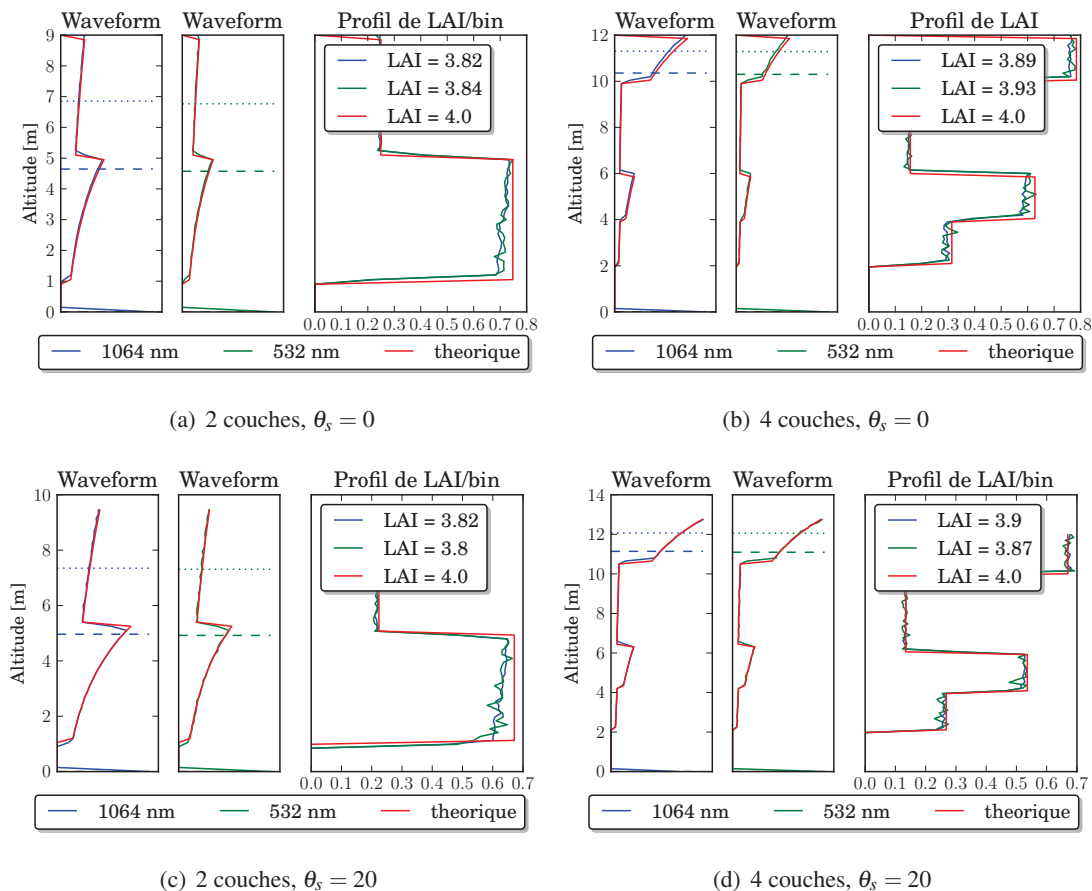 Waveform Waveform Profil de LAI/bin
Altitude [m]
9
8
7
6
5
4
3
2
1
0
LAI = 3.82
LAI = 3.84
LAI = 4.0
0.0 0.1 0.2 0.3 0.4 0.5 0.6 0.7 0.8
1064 nm 532 nm theorique
(a) 2 couches, θs = 0
Waveform Waveform Profil de LAI
Altitude [m]
12
10
8
6
4
2
0
LAI = 3.89
LAI = 3.93
LAI = 4.0
0.0 0.1 0.2 0.3 0.4 0.5 0.6 0.7 0.8
1064 nm 532 nm theorique
(b) 4 couches, θs = 0
Waveform Waveform Profil de LAI/bin
Altitude [m]
10
8
6
4
2
0
LAI = 3.82
LAI = 3.8
LAI = 4.0
0.0 0.1 0.2 0.3 0.4 0.5 0.6 0.7
1064 nm 532 nm theorique
(c) 2 couches, θs = 20
Waveform Waveform Profil de LAI/bin
Altitude [m]
14
12
10
8
6
4
2
0
LAI = 3.9
LAI = 3.87
LAI = 4.0
0.0 0.1 0.2 0.3 0.4 0.5 0.6 0.7
1064 nm 532 nm theorique
(d) 4 couches, θs = 20